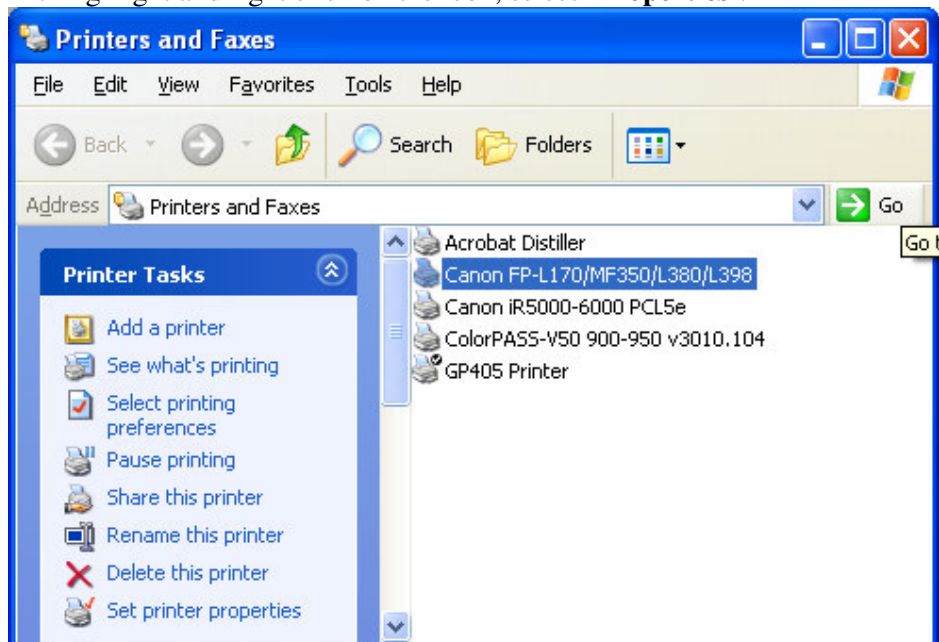 Printers and Faxes
File Edit View Favorites Tools Help
Back Search Folders
Address Printers and Faxes Go
Go t
Printer Tasks
Add a printer
See what's printing
Select printing
preferences
Pause printing
Share this printer
Rename this printer
Delete this printer
Set printer properties
Acrobat Distiller
Canon FP-L170/MF350/L380/L398
Canon iR5000-6000 PCL5e
ColorPASS-V50 900-950 v3010.104
GP405 Printer